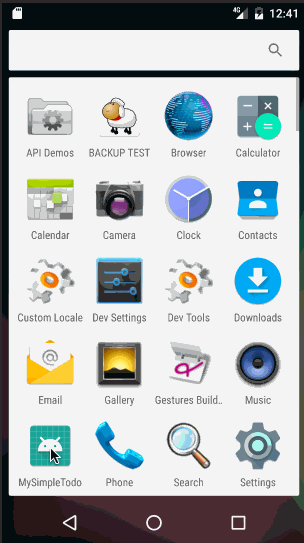 4G 12:41
API Demos BACKUP TEST Browser Calculator
Calendar Camera Clock Contacts
Custom Locale Dev Settings Dev Tools Downloads
Email Gallery Gestures Build.. Music
MySimpleTodo Phone Search Settings